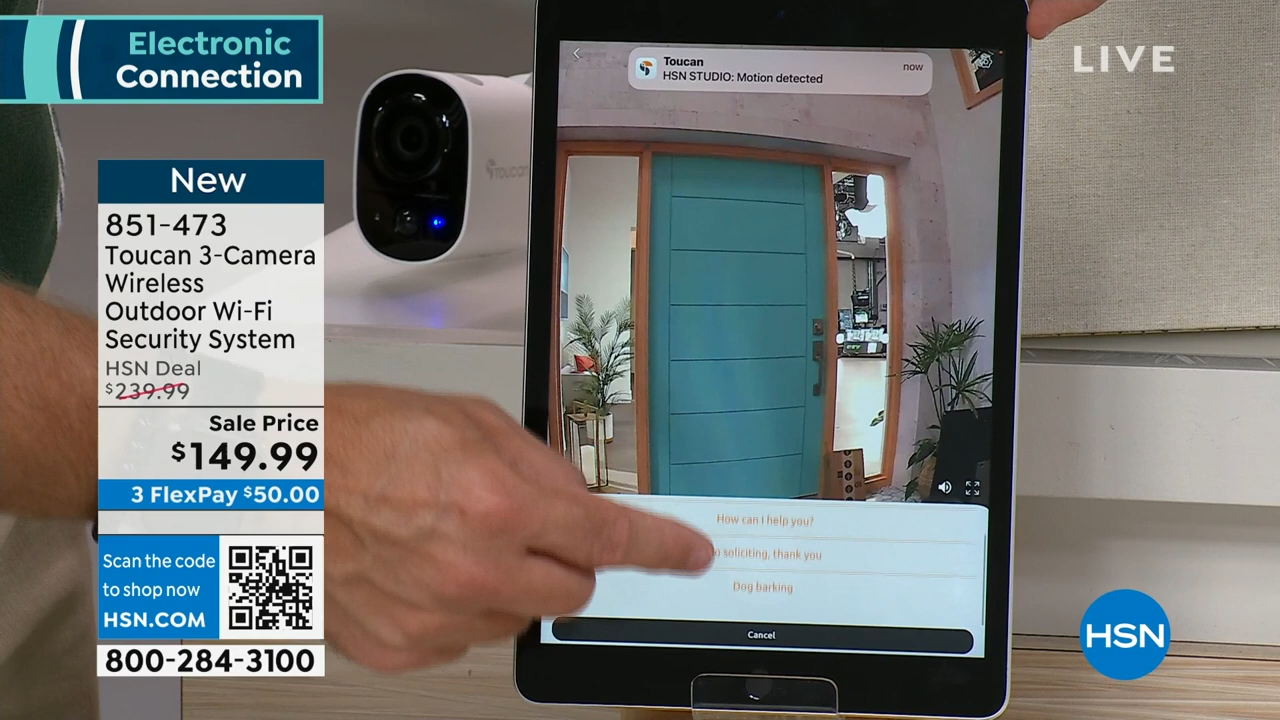 Electronic
Connection
New
851-473
Toucan 3-Camera
Wireless
Outdoor Wi-Fi
Security System
HSN Deal
$239.99
Sale Price
$149.99
3 FlexPay $50.00
Scan the code
to shop now
HSN.COM
800-284-3100
TOUCAN
Toucan
now
HSN STUDIO: Motion detected
How can I help you?
soliciting, thank you
Dog barking
Cancel
LIVE
HSN